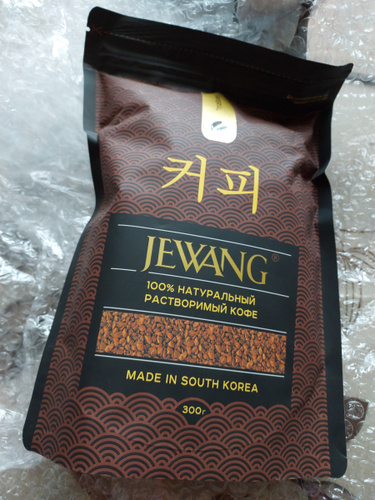 커피
JEWANG®
100% НАТУРАЛЬНЫЙ
РАСТВОРИМЫЙ КОФЕ
MADE IN SOUTH KOREA
300г